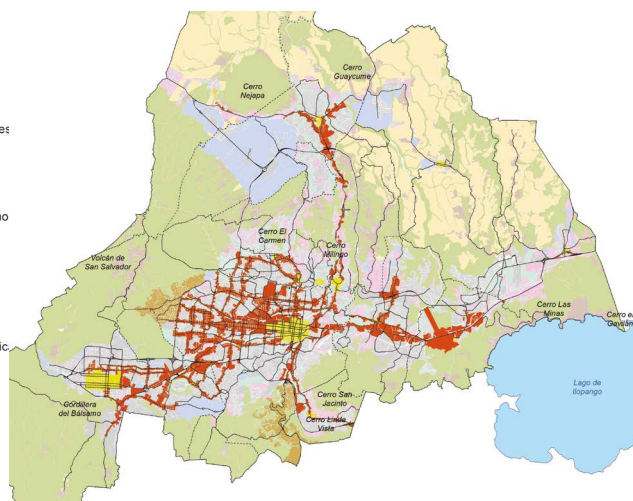 Cerro
Guaycume
Cerro
Nejapa
Cerro El
Carmen
Cerro
Milingo
Volcán de
San Salvador
Cerro Las
Minas
Cerro el
Lago de
Ilopango
Cerro San
Jacinto
Cerro Linda
Vista
Cordillera
del Bálsamo